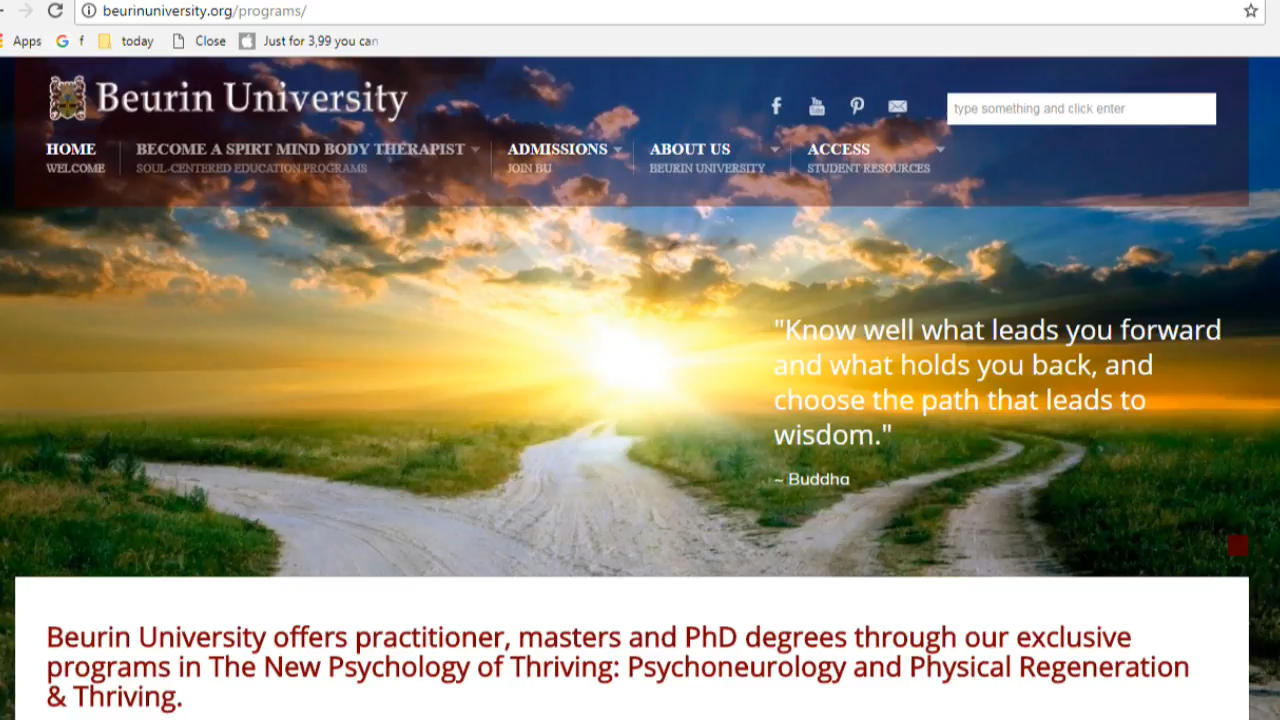 beurinuniversity.org/programs/
Apps f today Close Just for 3,99 you can
Beurin University
type something and click enter
HOME BECOME A SPIRT MIND BODY THERAPIST ADMISSIONS ABOUT US ACCESS
WELCOME SOUL-CENTERED EDUCATION PROGRAMS JOIN BU BEURIN UNIVERSITY STUDENT RESOURCES
"Know well what leads you forward
and what holds you back, and
choose the path that leads to
wisdom."
~ Buddha
Beurin University offers practitioner, masters and PhD degrees through our exclusive
programs in The New Psychology of Thriving: Psychoneurology and Physical Regeneration
& Thriving.